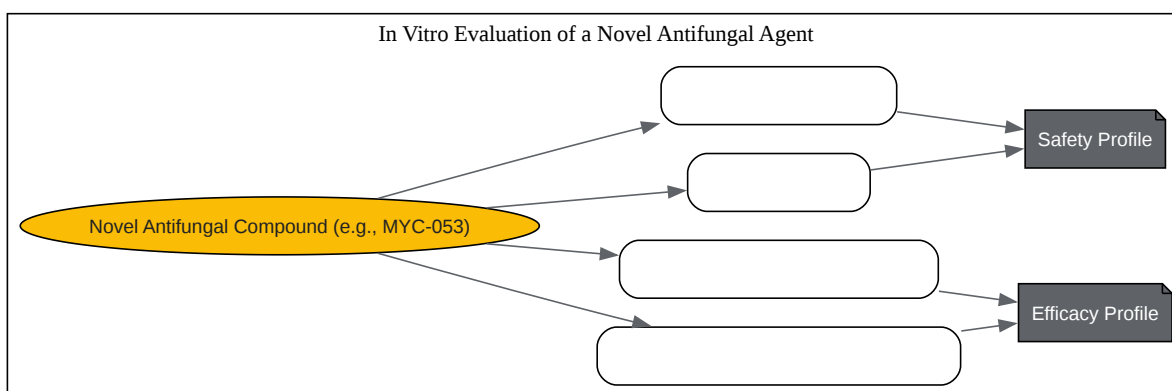 In Vitro Evaluation of a Novel Antifungal Agent
Safety Profile
Novel Antifungal Compound (e.g., MYC-053)
Efficacy Profile